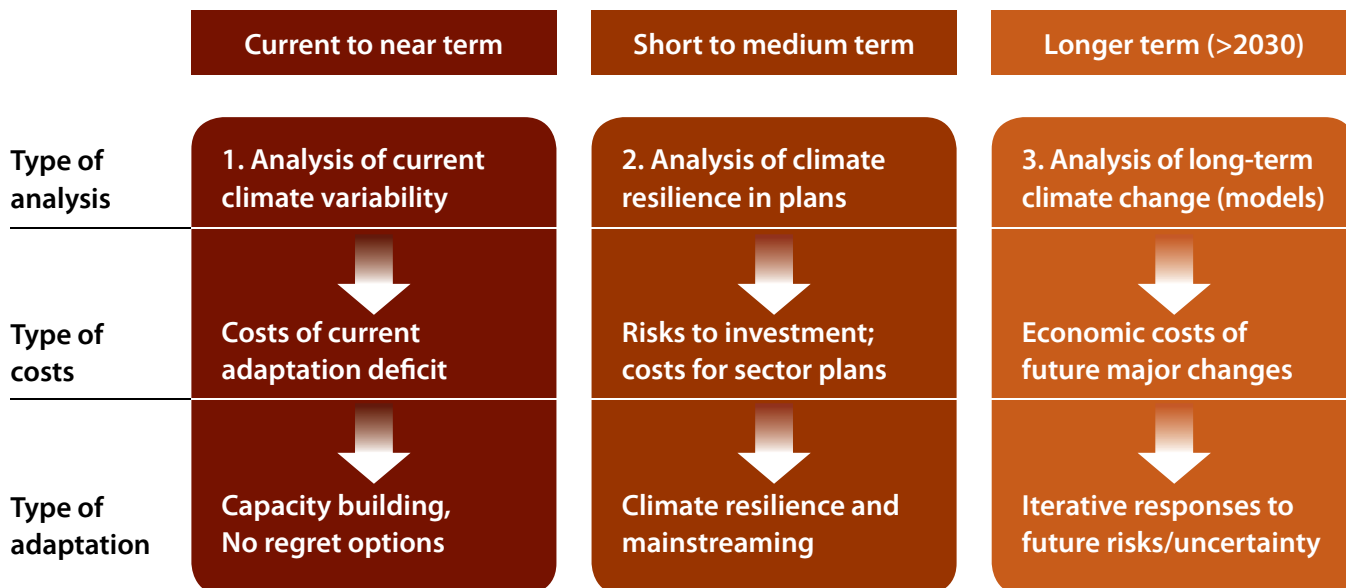 Current to near term
Short to medium term
Longer term (>2030)
Type of
analysis
1. Analysis of current
climate variability
2. Analysis of climate
resilience in plans
3. Analysis of long-term
climate change (models)
Type of
costs
Costs of current
adaptation deficit
Risks to investment;
costs for sector plans
Economic costs of
future major changes
Type of
adaptation
Capacity building,
No regret options
Climate resilience and
mainstreaming
Iterative responses to
future risks/uncertainty